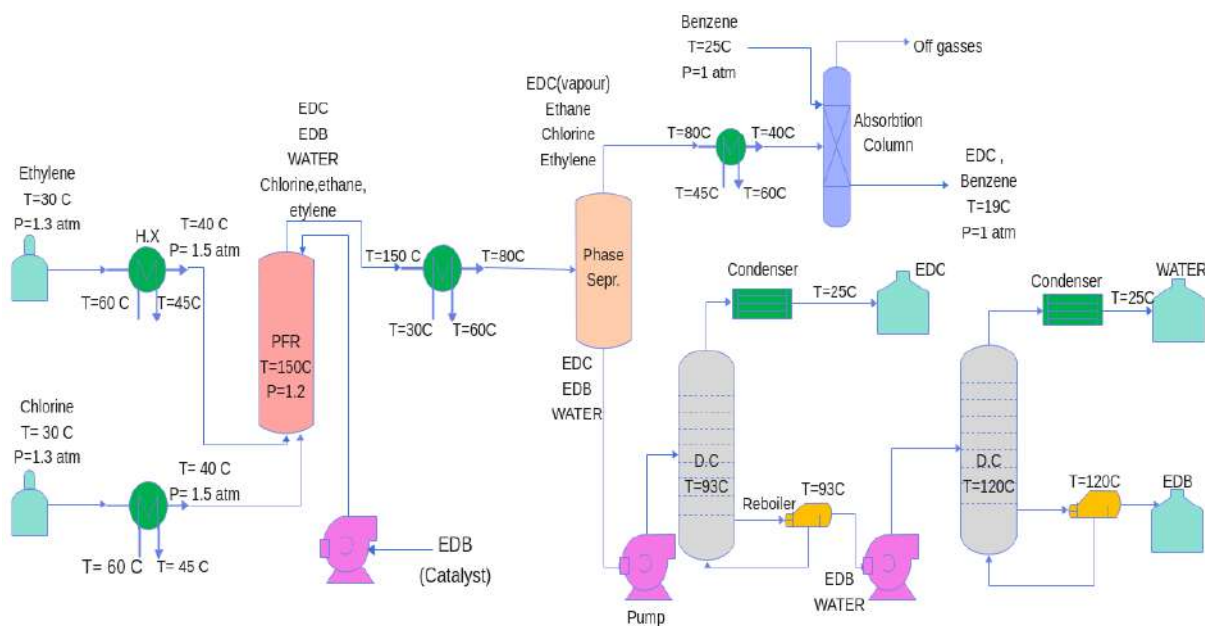 Benzene
T=25C
P=1 atm
Off gasses
EDC(vapour)
Ethane
Chlorine
Ethylene
T=80C
T=40C
Absorbtion
Column
T=45C
T=60C
EDC ,
Benzene
T=19C
P=1 atm
EDC
EDB
WATER
Chlorine,ethane,
etylene
Ethylene
T=30 C
P=1.3 atm
H.X
T=40 C
P= 1.5 atm
T=60 C
T=45C
T=150 C
T=80C
T=30C
T=60C
Phase
Sepr.
PFR
T=150C
P=1.2
Condenser
T=25C
EDC
Condenser
T=25C
WATER
EDC
EDB
WATER
Chlorine
T= 30 C
P=1.3 atm
T= 40 C
P= 1.5 atm
T= 60 C
T= 45 C
EDB
(Catalyst)
D.C
T=93C
Reboiler
T=93C
Pump
EDB
WATER
D.C
T=120C
T=120C
EDB